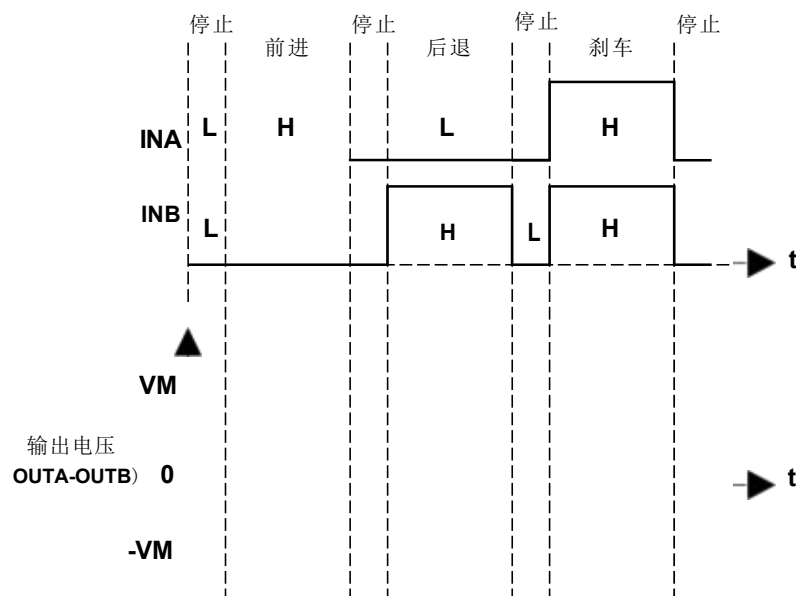 停止 停止 停止 停止
前进 后退 刹车
INA L H L H
INB L H L H
t
VM
输出电压
OUTA-OUTB） 0
t
-VM